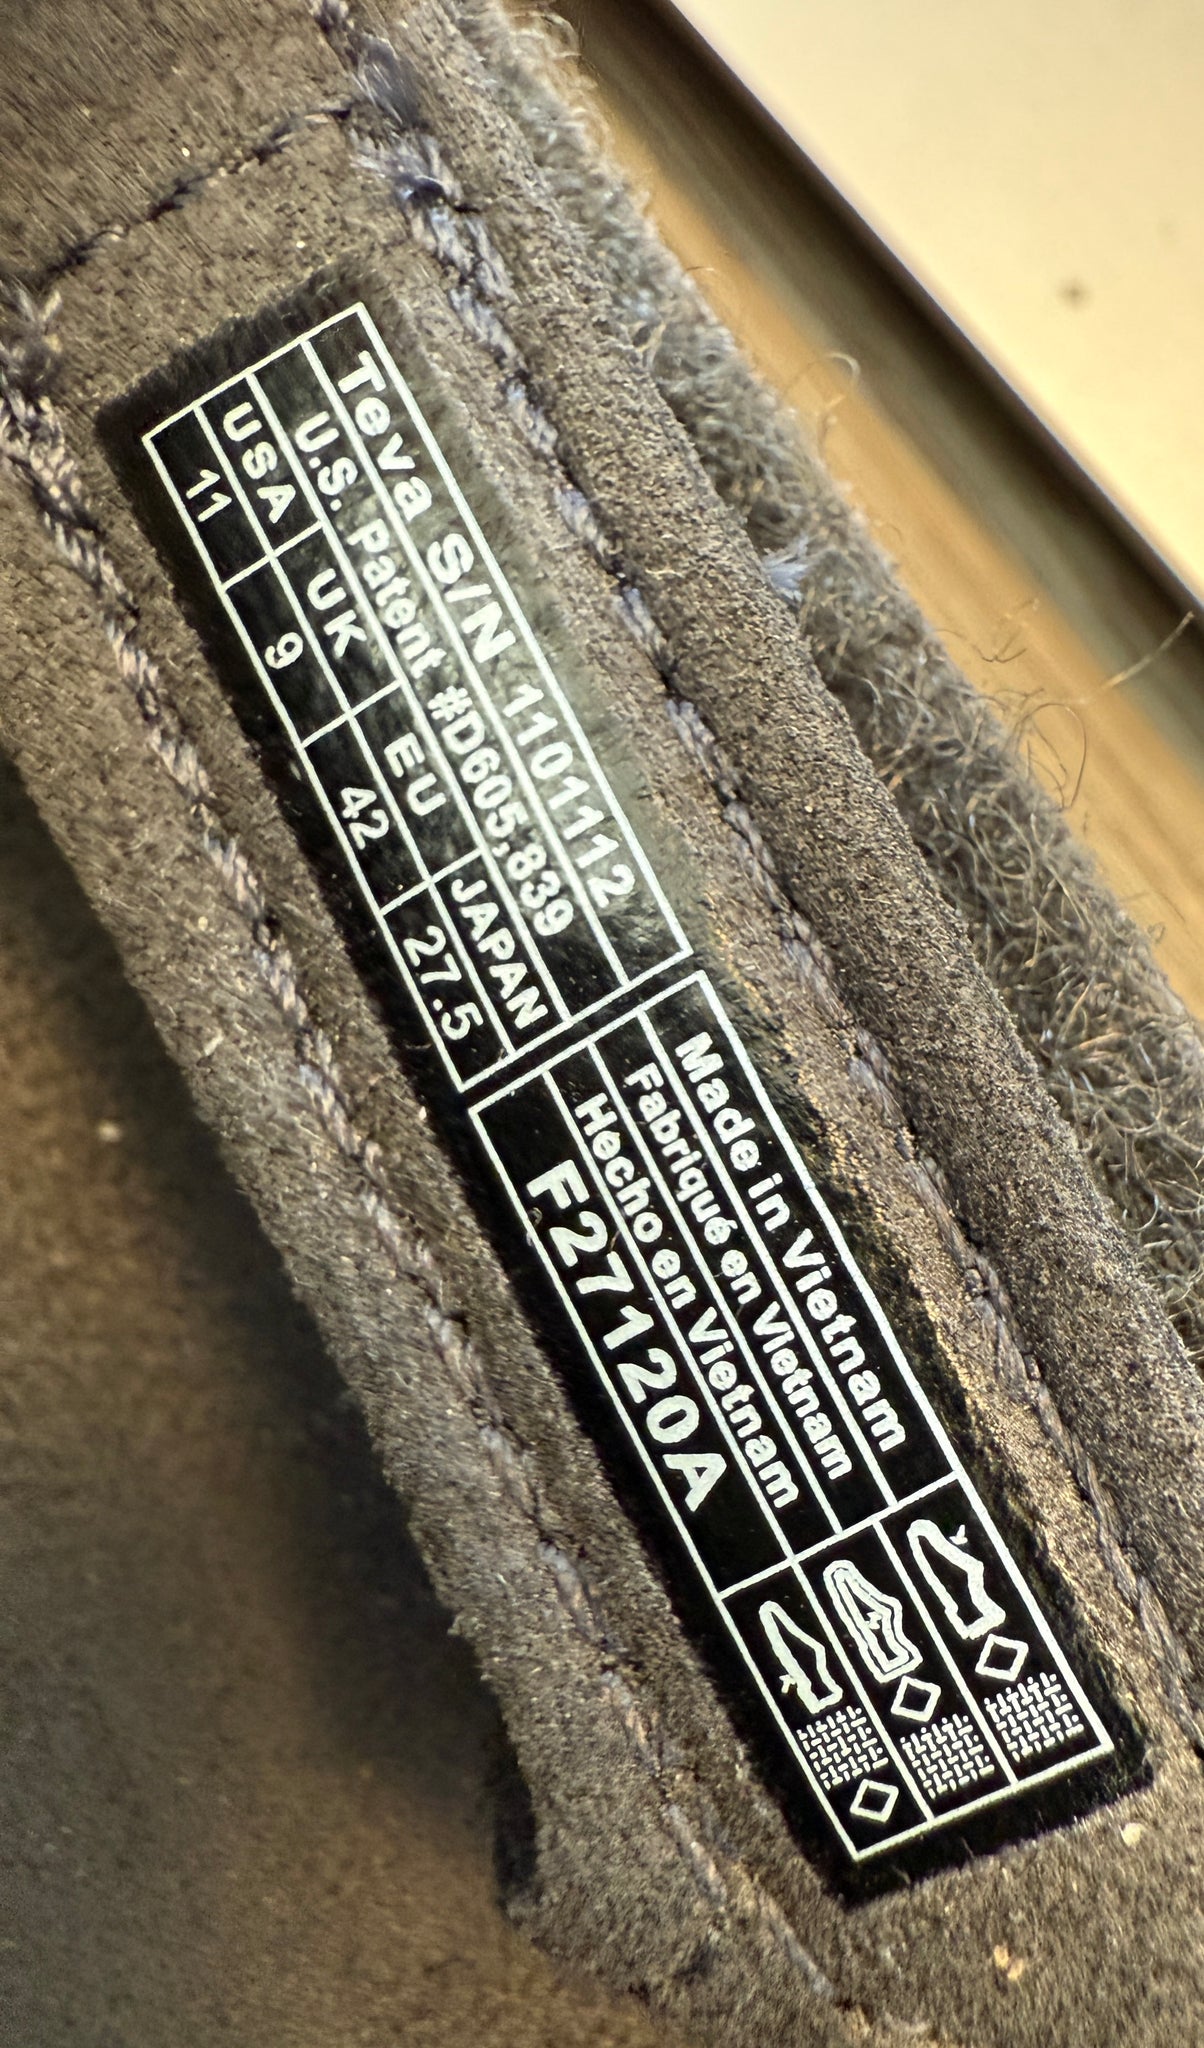 Teva S/N 1101112
U.S. Patent #D605,839
USA UK EU JAPAN
11 9 42 27.5
Made in Vietnam
Fabriqué en Vietnam
Hecho en Vietnam
F27120A